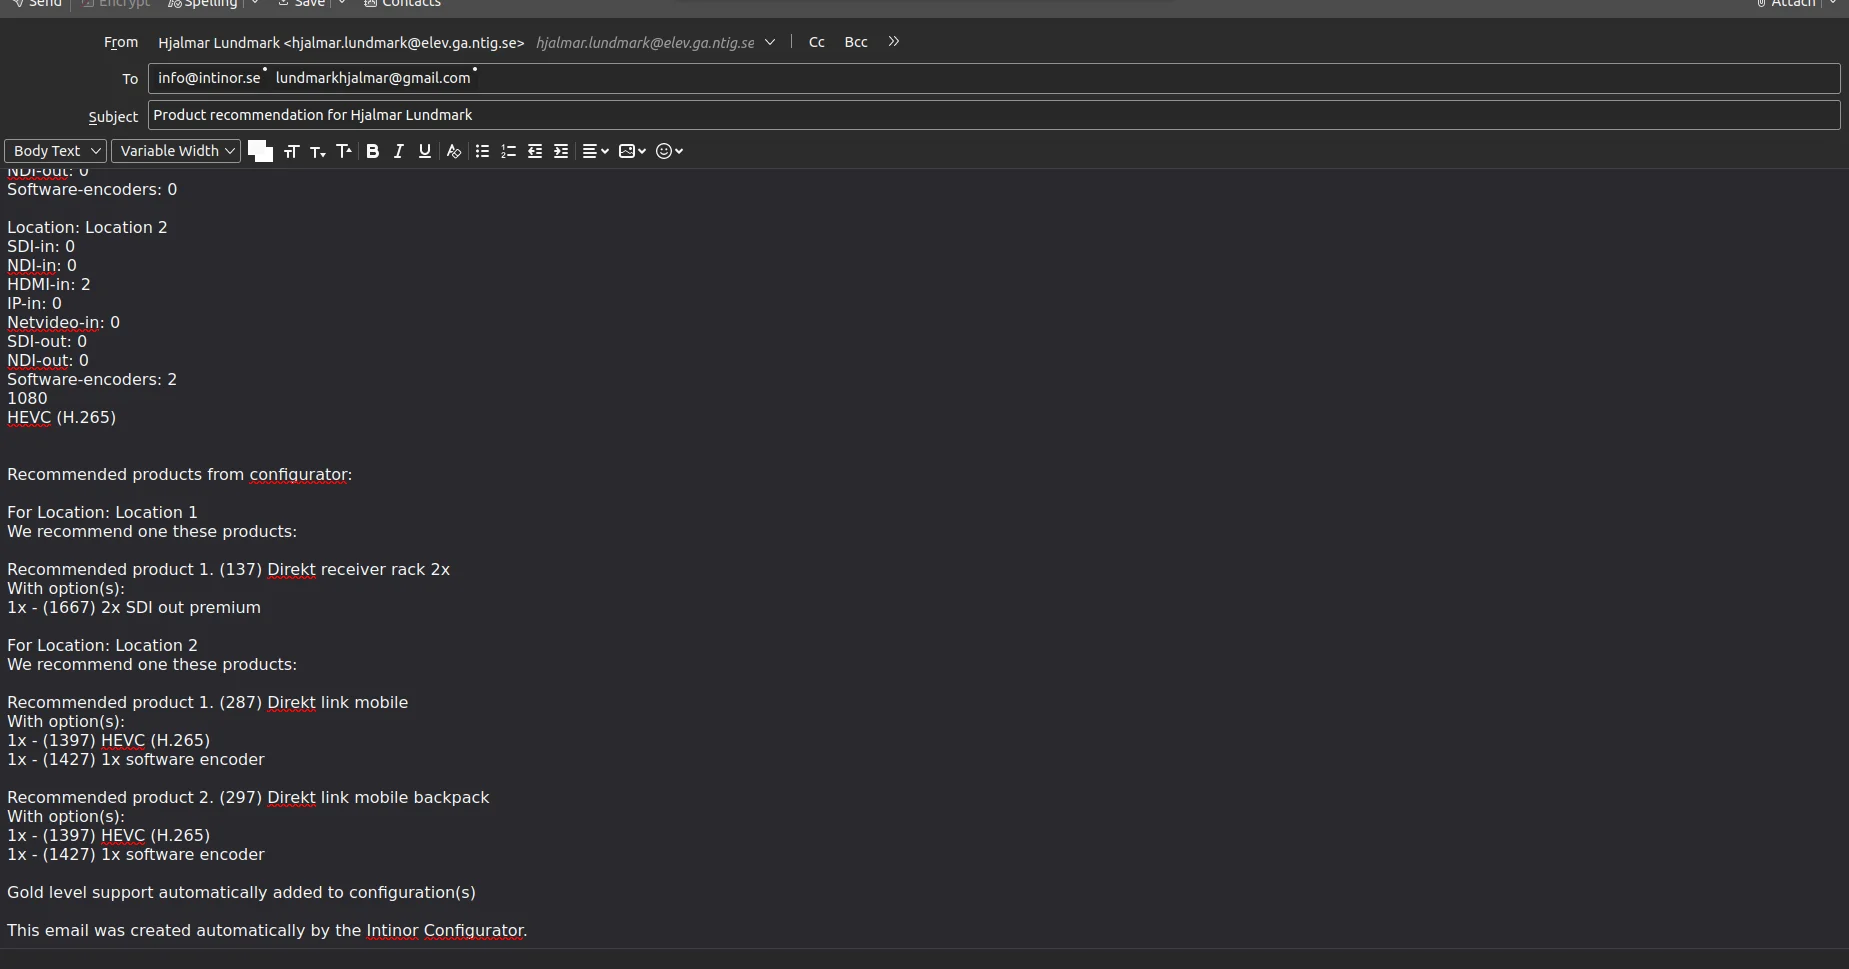 Send Encrypt Spelling Save Contacts Attach
From Hjalmar Lundmark <hjalmar.lundmark@elev.ga.ntig.se> hjalmar.lundmark@elev.ga.ntig.se Cc Bcc
To info@intinor.se lundmarkhjalmar@gmail.com
Subject Product recommendation for Hjalmar Lundmark
Body Text Variable Width
NDI-out: 0
Software-encoders: 0
Location: Location 2
SDI-in: 0
NDI-in: 0
HDMI-in: 2
IP-in: 0
Netvideo-in: 0
SDI-out: 0
NDI-out: 0
Software-encoders: 2
1080
HEVC (H.265)
Recommended products from configurator:
For Location: Location 1
We recommend one these products:
Recommended product 1. (137) Direkt receiver rack 2x
With option(s):
1x - (1667) 2x SDI out premium
For Location: Location 2
We recommend one these products:
Recommended product 1. (287) Direkt link mobile
With option(s):
1x - (1397) HEVC (H.265)
1x - (1427) 1x software encoder
Recommended product 2. (297) Direkt link mobile backpack
With option(s):
1x - (1397) HEVC (H.265)
1x - (1427) 1x software encoder
Gold level support automatically added to configuration(s)
This email was created automatically by the Intinor Configurator.